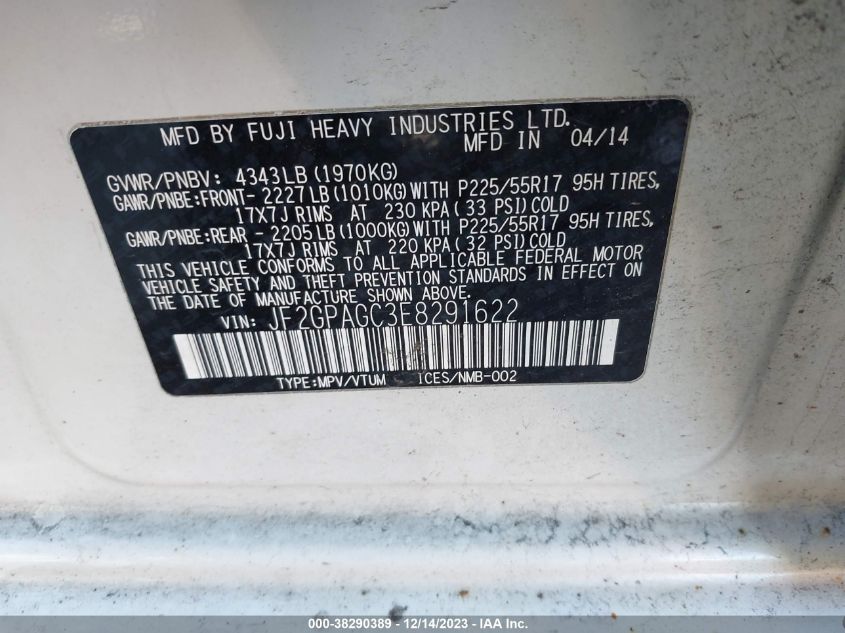 MFD BY FUJI HEAVY INDUSTRIES LTD.
MFD IN 04/14
GVWR/PNBV: 4343LB(1970KG)
GAWR/PNBE:FRONT- 2227LB(1010KG)WITH P225/55R17 95H TIRES,
17X7J RIMS AT 230 KPA( 33 PSI)COLD
GAWR/PNBE:REAR - 2205LB(1000KG)WITH P225/55R17 95H TIRES,
17X7J RIMS AT 220 KPA( 32 PSI)COLD
THIS VEHICLE CONFORMS TO ALL APPLICABLE FEDERAL MOTOR
VEHICLE SAFETY AND THEFT PREVENTION STANDARDS IN EFFECT ON
THE DATE OF MANUFACTURE SHOWN ABOVE.
VIN: JF2GPAGC3E8291622
TYPE:MPV/VTUM ICES/NMB-002
000-38290389 - 12/14/2023 - IAA Inc.